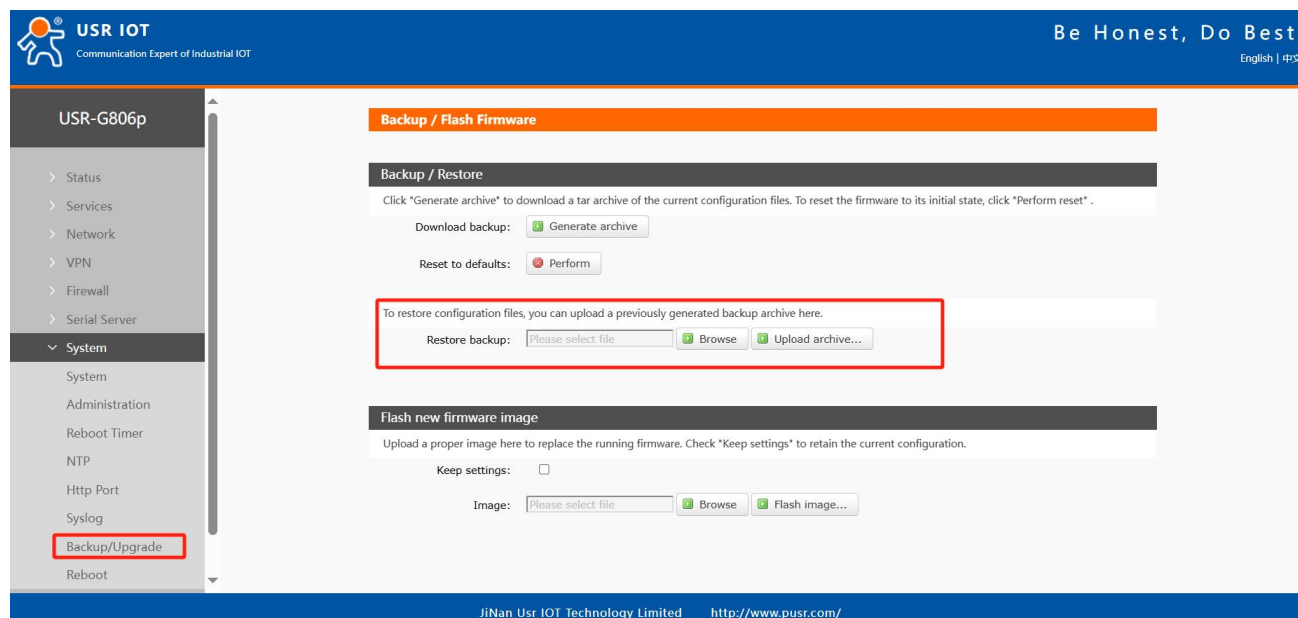 USR IOT
Communication Expert of Industrial IOT
Be Honest, Do Best
English | 中文
USR-G806p
Status
Services
Network
VPN
Firewall
Serial Server
System
System
Administration
Reboot Timer
NTP
Http Port
Syslog
Backup/Upgrade
Reboot
Backup / Flash Firmware
Backup / Restore
Click "Generate archive" to download a tar archive of the current configuration files. To reset the firmware to its initial state, click "Perform reset" .
Download backup: Generate archive
Reset to defaults: Perform
To restore configuration files, you can upload a previously generated backup archive here.
Restore backup: Please select file Browse Upload archive...
Flash new firmware image
Upload a proper image here to replace the running firmware. Check "Keep settings" to retain the current configuration.
Keep settings:
Image: Please select file Browse Flash image...
JiNan Usr IOT Technology Limited http://www.pusr.com/